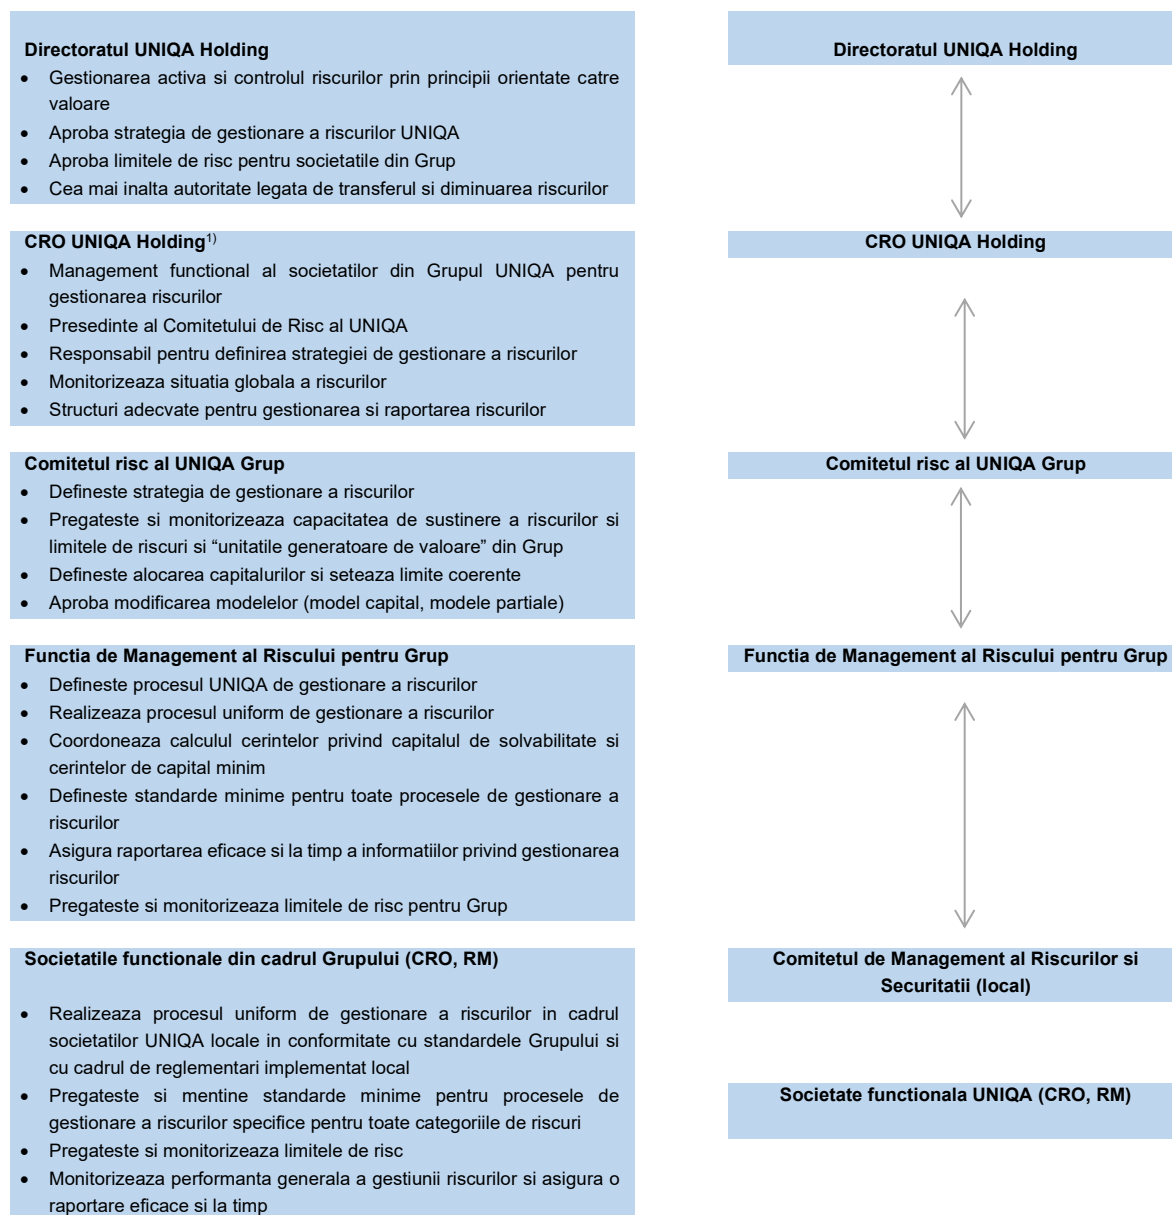 Directoratul UNIQA Holding
• Gestionarea activa si controlul riscurilor prin principii orientate catre
valoare
• Aproba strategia de gestionare a riscurilor UNIQA
• Aproba limitele de risc pentru societatile din Grup
• Cea mai inalta autoritate legata de transferul si diminuarea riscurilor
CRO UNIQA Holding1)
• Management functional al societatilor din Grupul UNIQA pentru
gestionarea riscurilor
• Presedinte al Comitetului de Risc al UNIQA
• Responsabil pentru definirea strategiei de gestionare a riscurilor
• Monitorizeaza situatia globala a riscurilor
• Structuri adecvate pentru gestionarea si raportarea riscurilor
Comitetul risc al UNIQA Grup
• Defineste strategia de gestionare a riscurilor
• Pregateste si monitorizeaza capacitatea de sustinere a riscurilor si
limitele de riscuri si “unitatile generatoare de valoare” din Grup
• Defineste alocarea capitalurilor si seteaza limite coerente
• Aproba modificarea modelelor (model capital, modele partiale)
Functia de Management al Riscului pentru Grup
• Defineste procesul UNIQA de gestionare a riscurilor
• Realizeaza procesul uniform de gestionare a riscurilor
• Coordoneaza calculul cerintelor privind capitalul de solvabilitate si
cerintelor de capital minim
• Defineste standarde minime pentru toate procesele de gestionare a
riscurilor
• Asigura raportarea eficace si la timp a informatiilor privind gestionarea
riscurilor
• Pregateste si monitorizeaza limitele de risc pentru Grup
Societatile functionale din cadrul Grupului (CRO, RM)
• Realizeaza procesul uniform de gestionare a riscurilor in cadrul
societatilor UNIQA locale in conformitate cu standardele Grupului si
cu cadrul de reglementari implementat local
• Pregateste si mentine standarde minime pentru procesele de
gestionare a riscurilor specifice pentru toate categoriile de riscuri
• Pregateste si monitorizeaza limitele de risc
• Monitorizeaza performanta generala a gestiunii riscurilor si asigura o
raportare eficace si la timp
Directoratul UNIQA Holding
CRO UNIQA Holding
Comitetul risc al UNIQA Grup
Functia de Management al Riscului pentru Grup
Comitetul de Management al Riscurilor si
Securitatii (local)
Societate functionala UNIQA (CRO, RM)